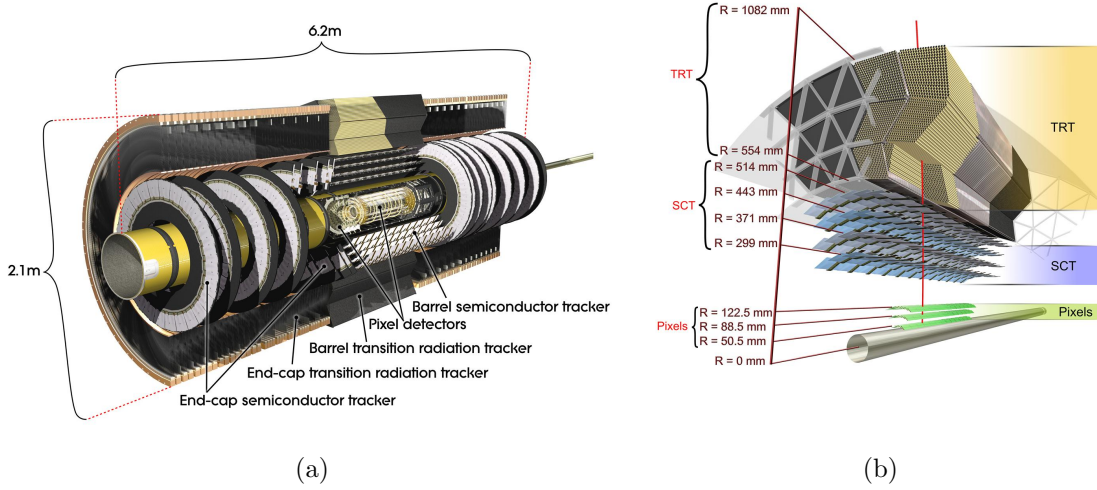 6.2m
2.1m
Barrel semiconductor tracker
Pixel detectors
Barrel transition radiation tracker
End-cap transition radiation tracker
End-cap semiconductor tracker
(a)
R = 1082 mm
TRT
TRT
R = 554 mm
R = 514 mm
R = 443 mm
SCT
R = 371 mm
R = 299 mm
SCT
R = 122.5 mm
Pixels
Pixels
R = 88.5 mm
R = 50.5 mm
R = 0 mm
(b)